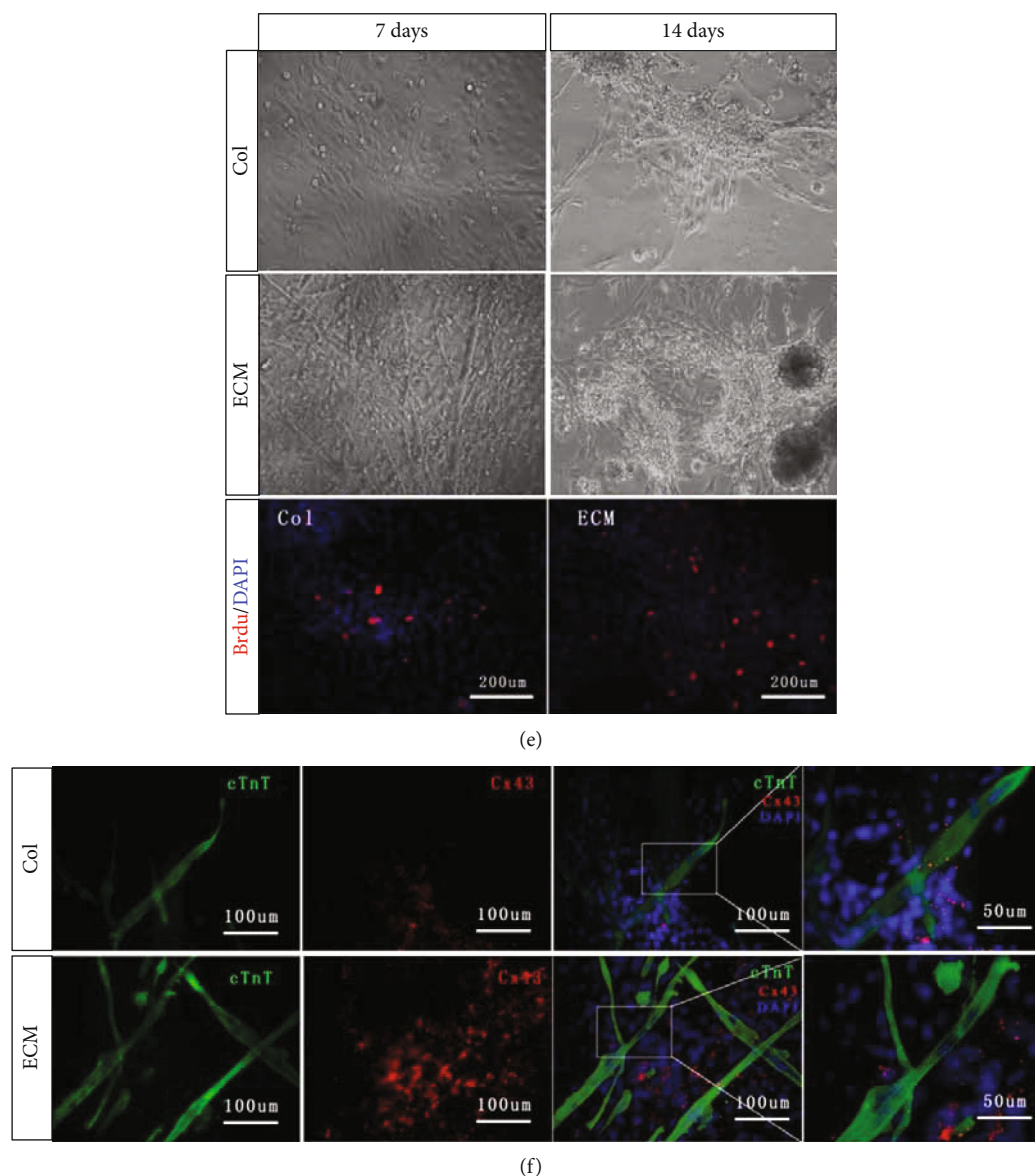 7 days
14 days
Col
ECM
Brdu/DAPI
Col
200um
ECM
200um
(e)
Col
cTnT
100um
Cx43
100um
cTnT
Cx43
DAPI
100um
50um
ECM
cTnT
100um
Cx43
100um
cTnT
Cx43
DAPI
100um
50um
(f)